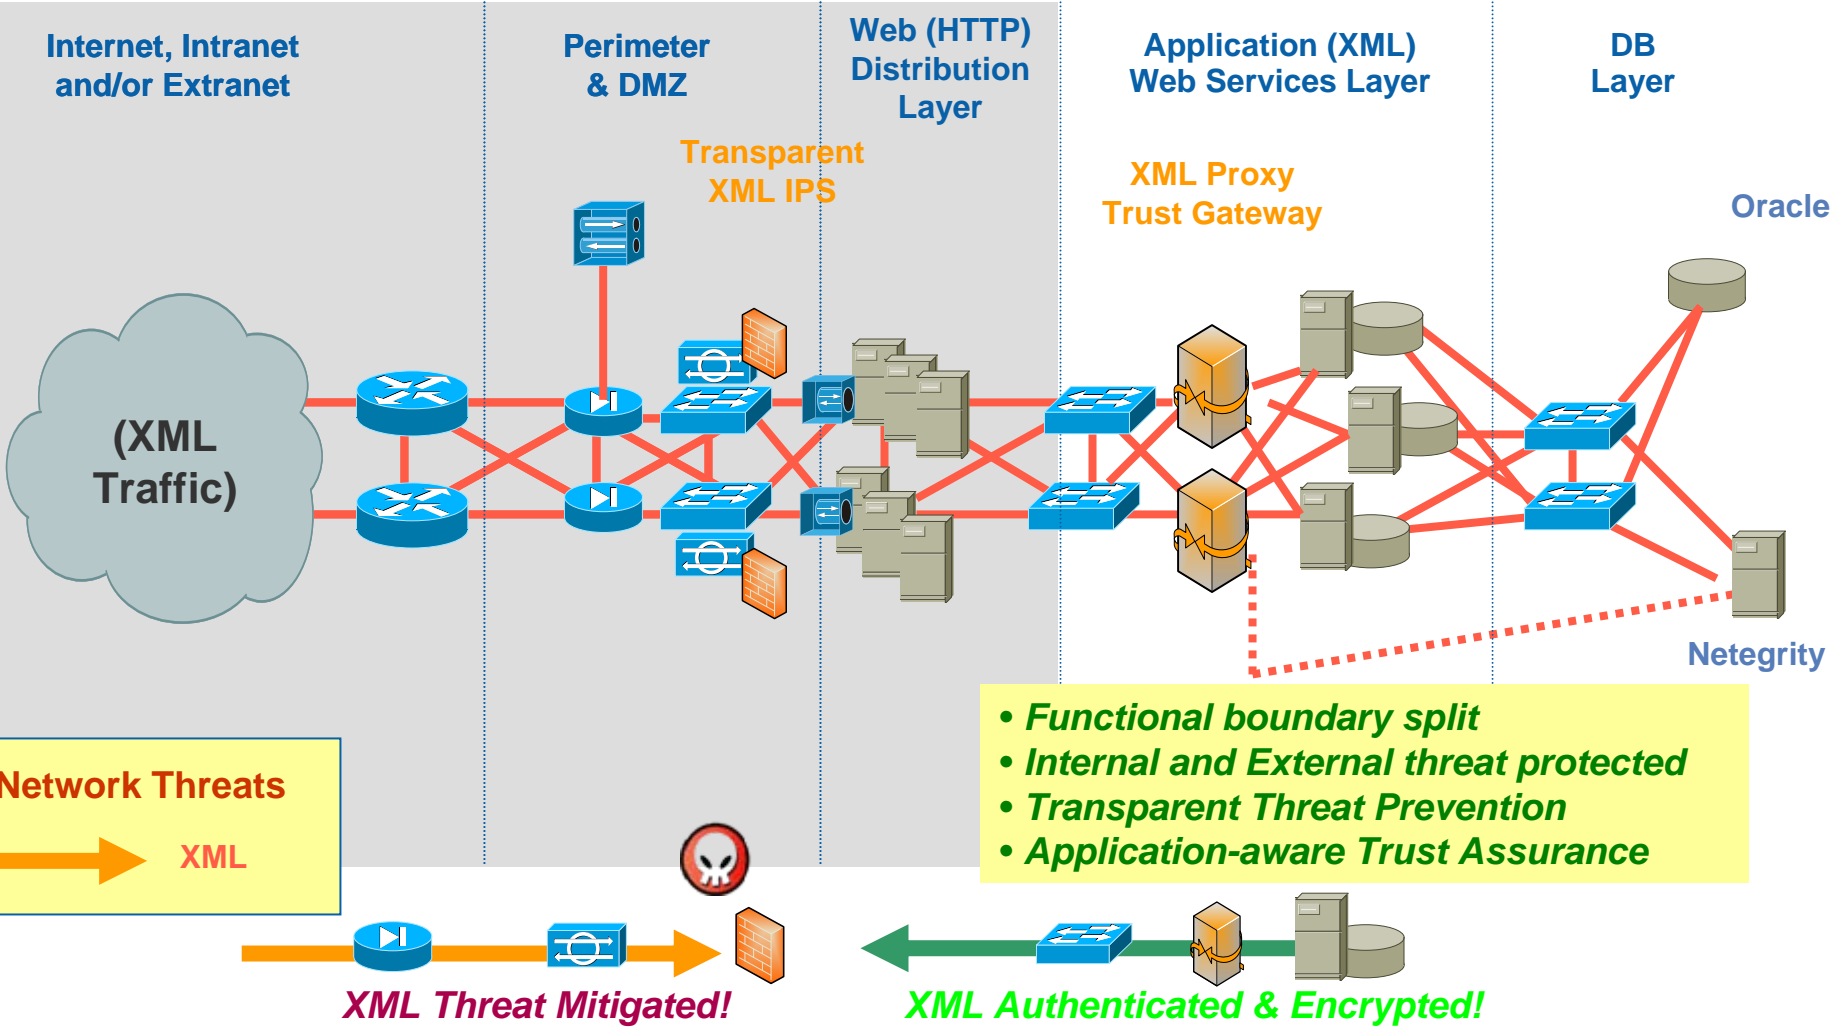 Internet, Intranet
and/or Extranet
Perimeter
& DMZ
Web (HTTP)
Distribution
Layer
Application (XML)
Web Services Layer
DB
Layer
Transparent
XML IPS
XML Proxy
Trust Gateway
Oracle
(XML
Traffic)
Netegrity
• Functional boundary split
• Internal and External threat protected
• Transparent Threat Prevention
• Application-aware Trust Assurance
Network Threats
XML
XML Threat Mitigated!
XML Authenticated & Encrypted!